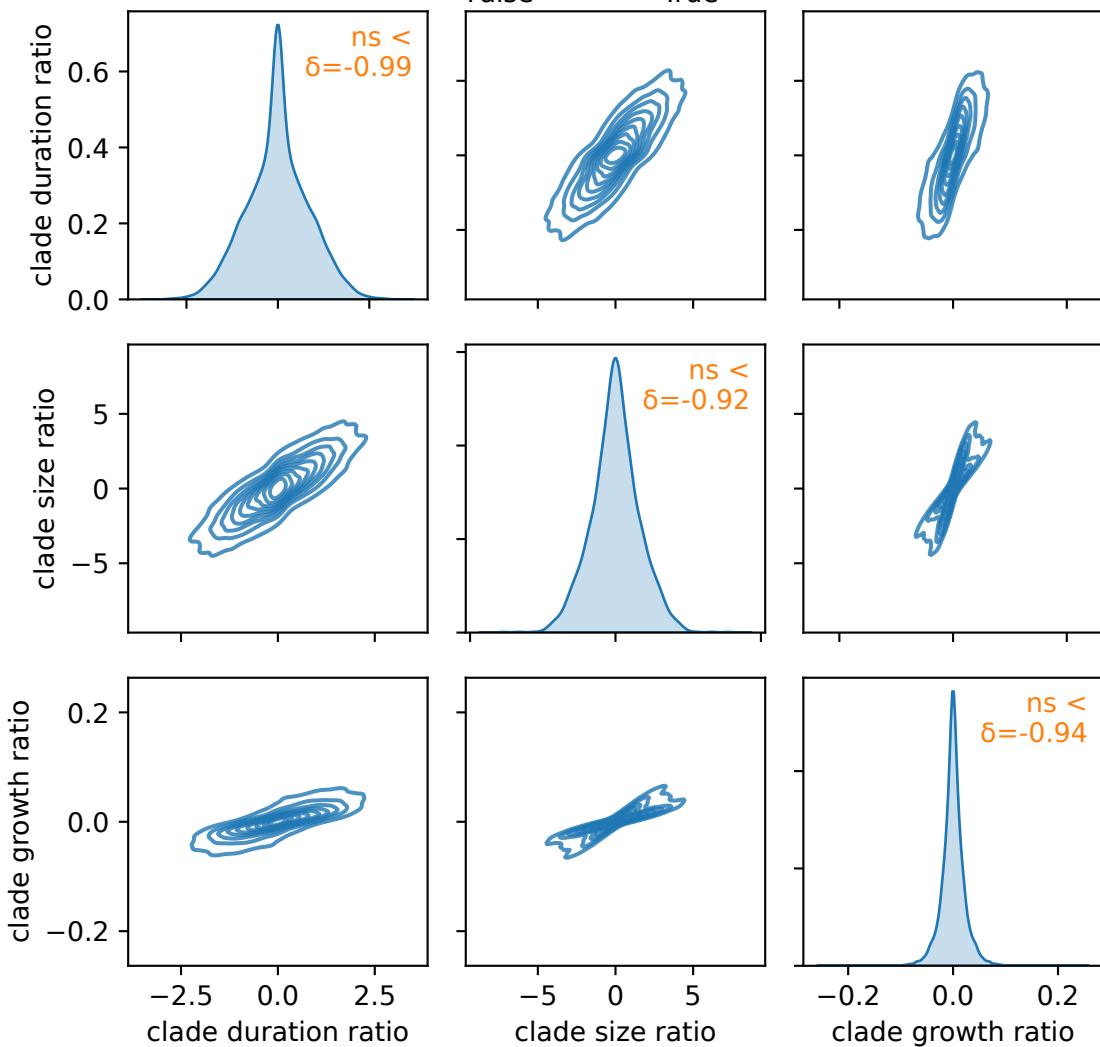 clade duration ratio
0.6
0.4
0.2
0.0
ns <
δ=-0.99
clade size ratio
5
0
−5
ns <
δ=-0.92
clade growth ratio
0.2
0.0
−0.2
ns <
δ=-0.94
−2.5 0.0 2.5
clade duration ratio
−5 0 5
clade size ratio
−0.2 0.0 0.2
clade growth ratio